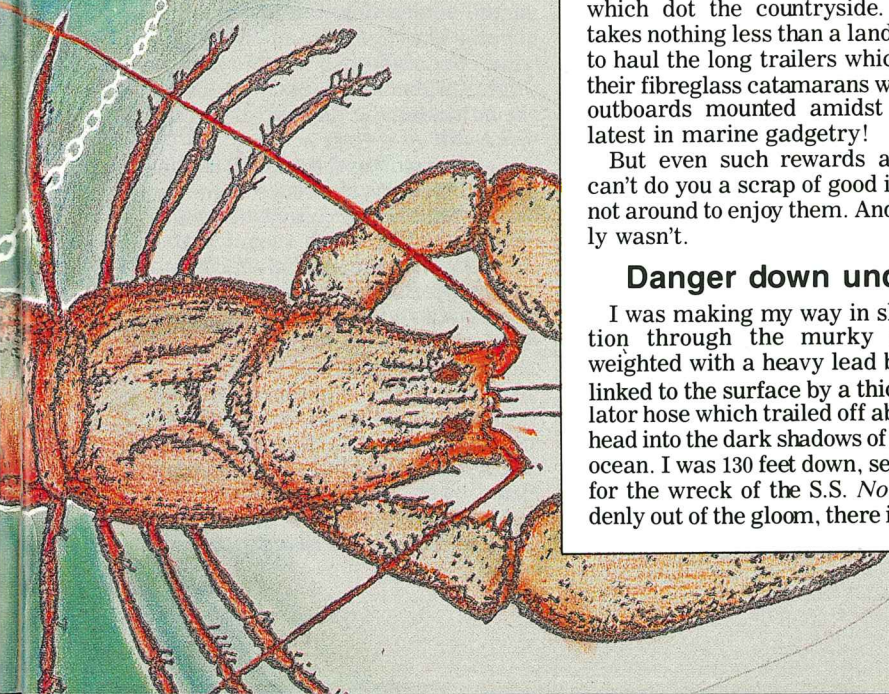 which dot the countryside.
takes nothing less than a land
to haul the long trailers whic
their fibreglass catamarans w
outboards mounted amidst
latest in marine gadgetry!
But even such rewards a
can't do you a scrap of good i
not around to enjoy them. And
ly wasn't.
Danger down und
I was making my way in sl
tion through the murky
weighted with a heavy lead b
linked to the surface by a thic
lator hose which trailed off ab
head into the dark shadows of
ocean. I was 130 feet down, se
for the wreck of the S.S. No
denly out of the gloom, there i